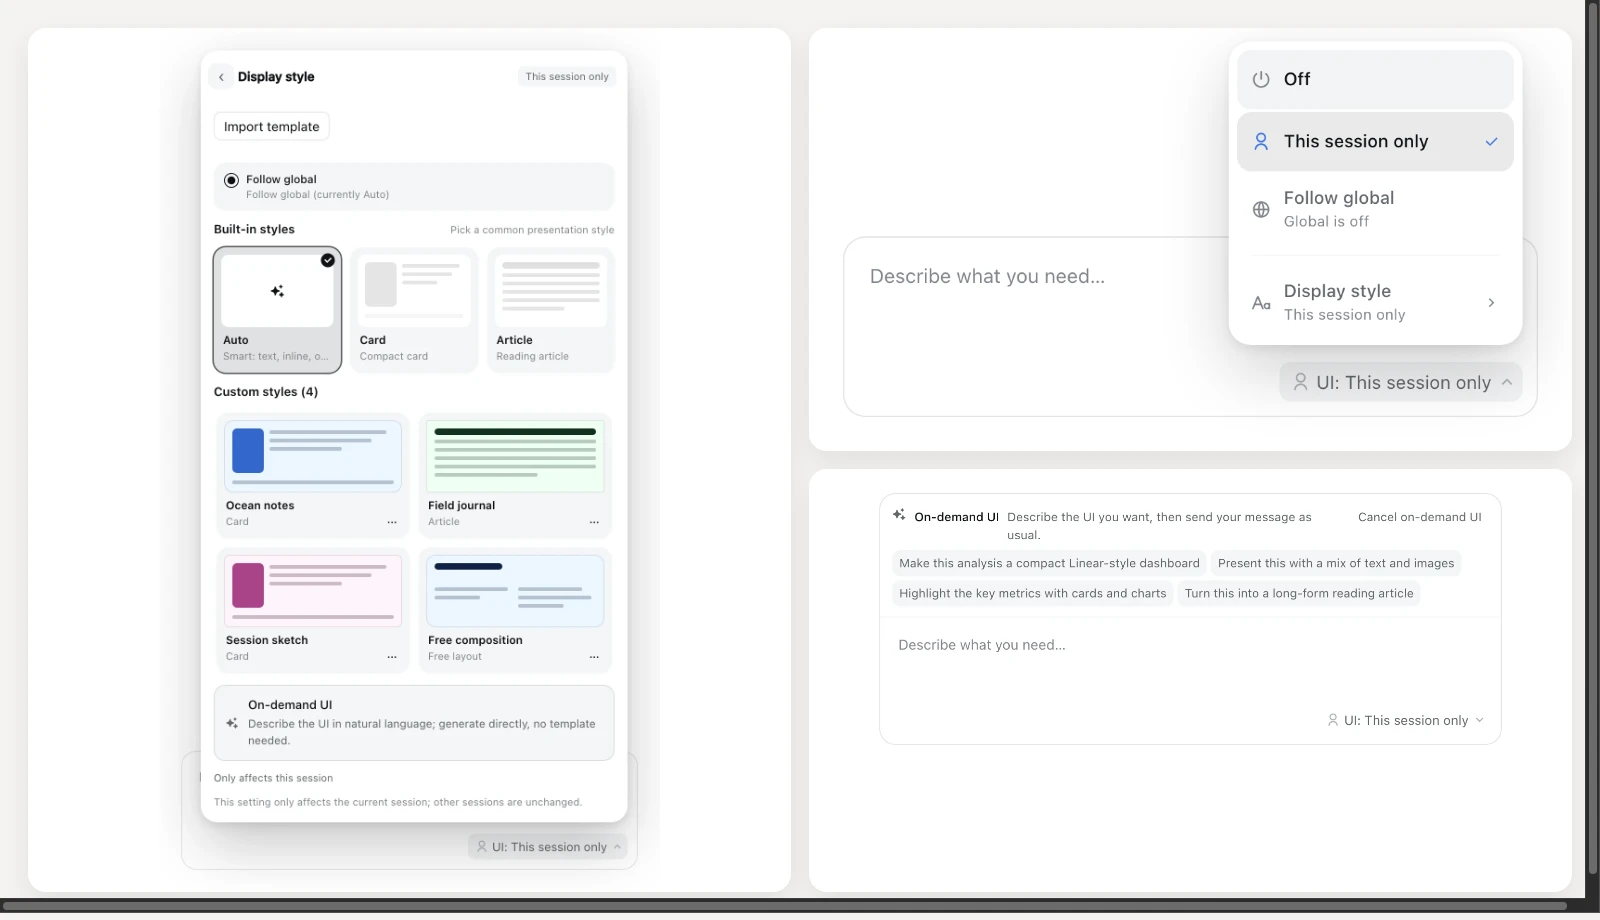 Display style
This session only
Import template
Follow global
Follow global (currently Auto)
Built-in styles
Pick a common presentation style
Auto
Smart: text, inline, o...
Card
Compact card
Article
Reading article
Custom styles (4)
Ocean notes
Card
...
Field journal
Article
...
Session sketch
Card
...
Free composition
Free layout
...
On-demand UI
Describe the UI in natural language; generate directly, no template
needed.
Only affects this session
This setting only affects the current session; other sessions are unchanged.
UI: This session only
Off
This session only
Follow global
Global is off
Aa
Display style
This session only
Describe what you need...
UI: This session only
On-demand UI
Describe the UI you want, then send your message as
usual.
Cancel on-demand UI
Make this analysis a compact Linear-style dashboard
Present this with a mix of text and images
Highlight the key metrics with cards and charts
Turn this into a long-form reading article
Describe what you need...
UI: This session only